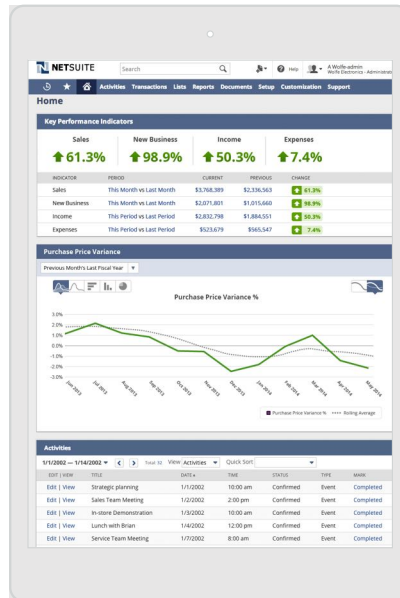 NETSUITE Search Help A Wolfe-admin
Wolfe Electronics - Administrator
Activities Transactions Lists Reports Documents Setup Customization Support
Home
Key Performance Indicators
Sales New Business Income Expenses
61.3% 98.9% 50.3% 7.4%
INDICATOR PERIOD CURRENT PREVIOUS CHANGE
Sales This Month vs Last Month $3,768,389 $2,336,563 61.3%
New Business This Month vs Last Month $2,071,801 $1,015,660 98.9%
Income This Period vs Last Period $2,832,798 $1,884,551 50.3%
Expenses This Period vs Last Period $523,679 $565,547 7.4%
Purchase Price Variance
Previous Month's Last Fiscal Year
Purchase Price Variance %
3.0%
2.0%
1.0%
0.0%
-1.0%
-2.0%
-3.0%
Jun 2013 Jul 2013 Aug 2013 Sep 2013 Oct 2013 Nov 2013 Dec 2013 Jan 2014 Feb 2014 Mar 2014 Apr 2014 May 2014
Purchase Price Variance % Rolling Average
Activities
1/1/2002 — 1/14/2002 Total: 10 View Activities Quick Sort
EDIT | VIEW TITLE DATE TIME STATUS TYPE MARK
Edit | View Strategic planning 1/1/2002 10:00 am Confirmed Event Completed
Edit | View Sales Team Meeting 1/2/2002 2:00 pm Confirmed Event Completed
Edit | View In-store Demonstration 1/3/2002 10:00 am Confirmed Event Completed
Edit | View Lunch with Brian 1/4/2002 12:00 pm Confirmed Event Completed
Edit | View Service Team Meeting 1/7/2002 8:00 am Confirmed Event Completed